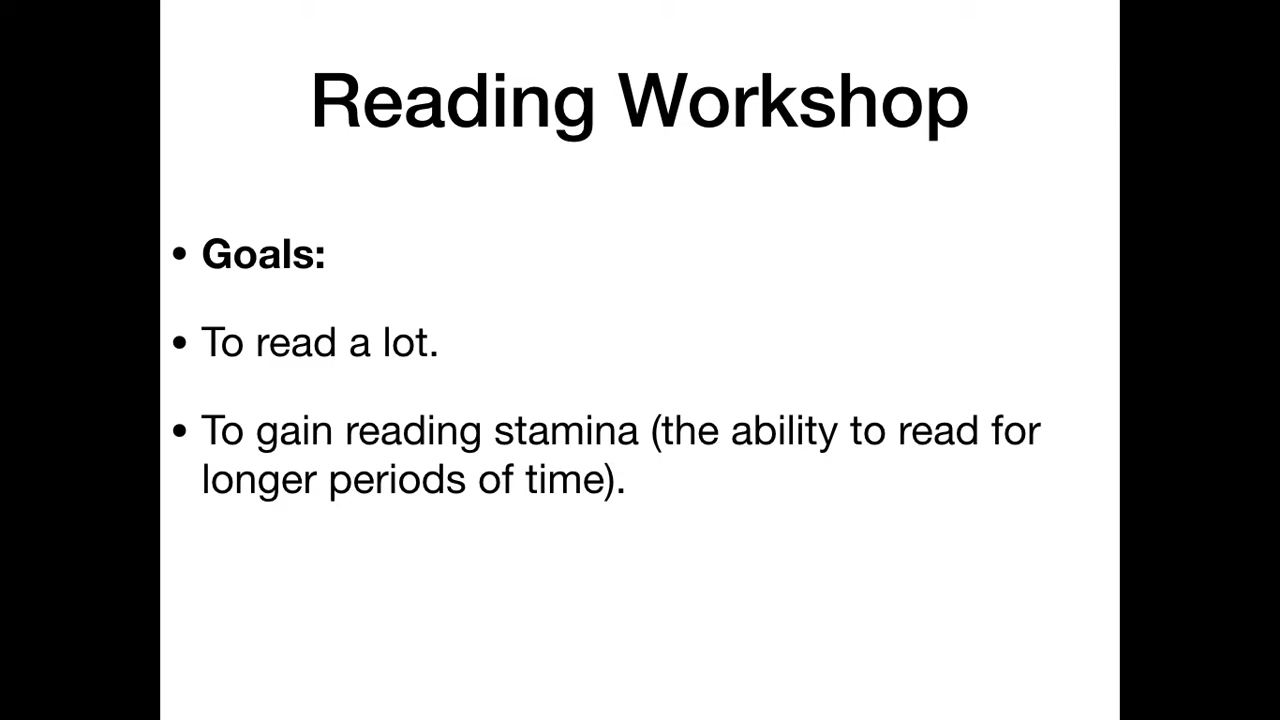 Reading Workshop
• Goals:
• To read a lot.
• To gain reading stamina (the ability to read for
longer periods of time).